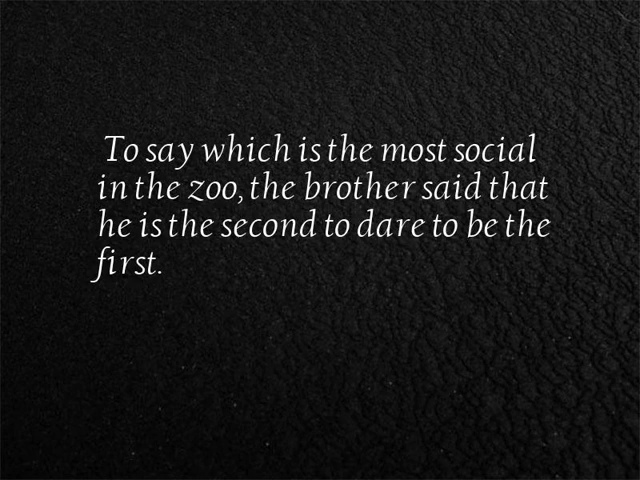 To say which is the most social
in the zoo, the brother said that
he is the second to dare to be the
first.